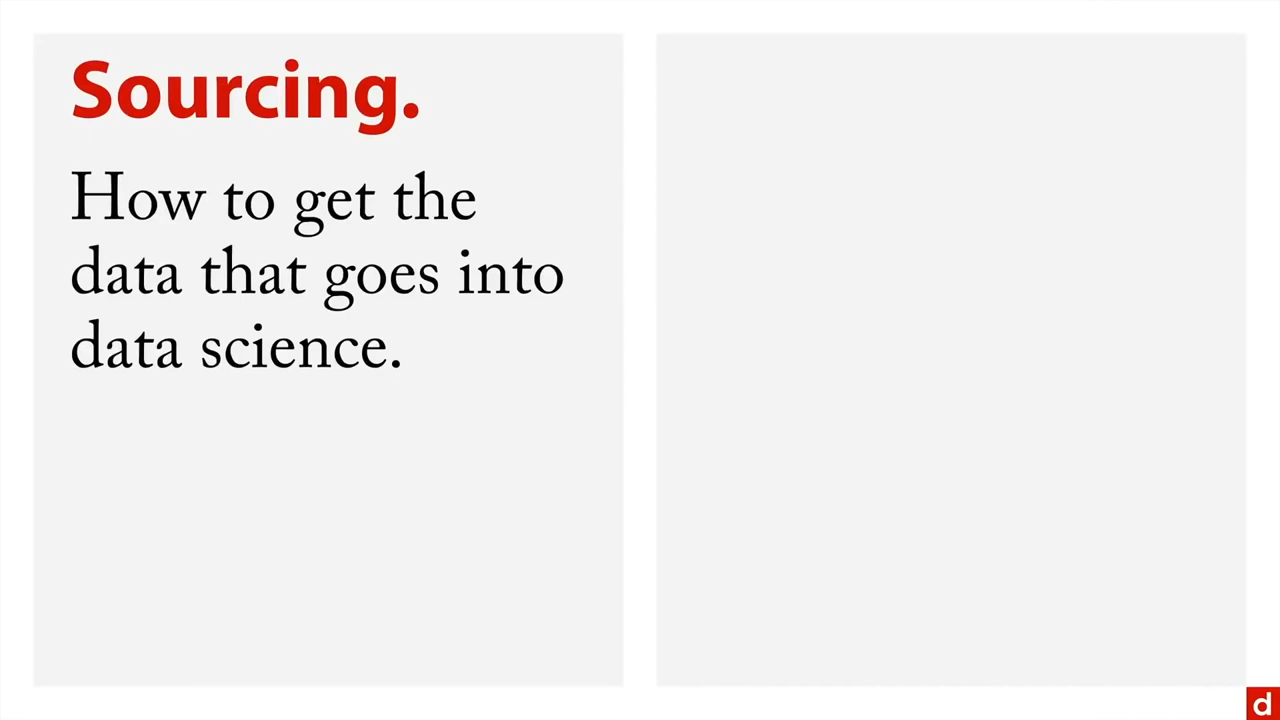 Sourcing.
How to get the
data that goes into
data science.
d